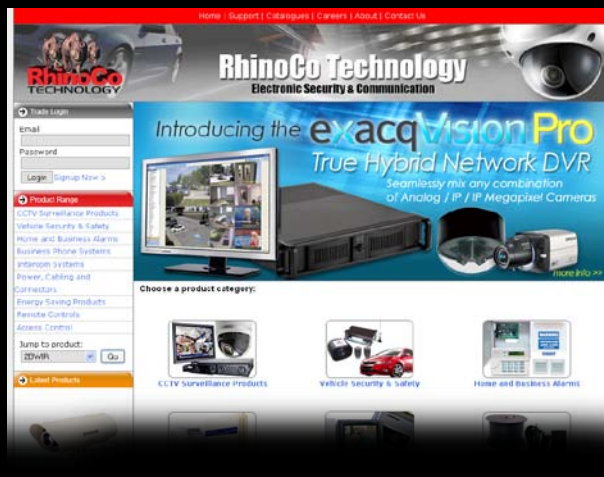 Home | Support | Catalogues | Careers | About | Contact Us
RhinoCo
TECHNOLOGY
RhinoCo Technology
Electronic Security & Communication
Trade Login
Email
Password
Login Signup Now >
Introducing the exacqVision Pro
True Hybrid Network DVR
Seamlessly mix any combination
of Analog / IP / IP Megapixel Cameras
more info >>
Product Range
CCTV Surveillance Products
Vehicle Security & Safety
Home and Business Alarms
Business Phone Systems
Intercom Systems
Power, Cabling and
Connectors
Energy Saving Products
Remote Controls
Access Control
Jump to product:
2DWIR Go
Latest Products
Choose a product category:
CCTV Surveillance Products
Vehicle Security & Safety
Home and Business Alarms